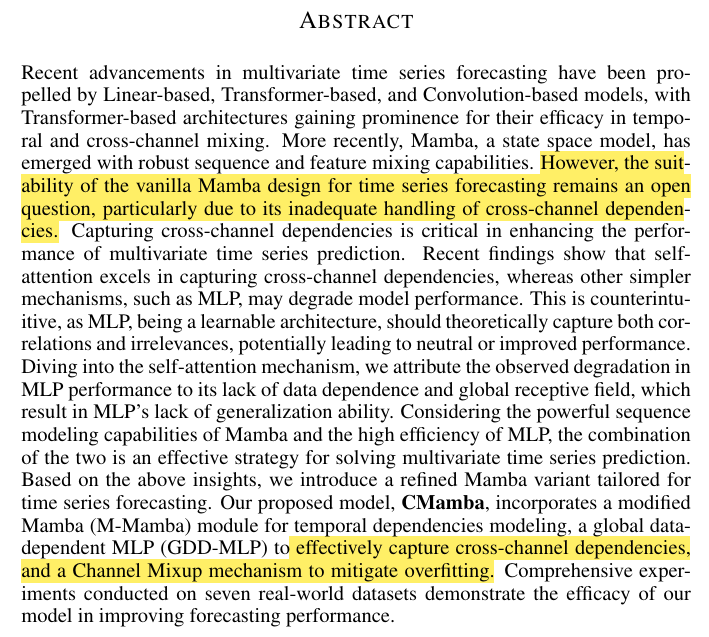 ABSTRACT
Recent advancements in multivariate time series forecasting have been pro-
pelled by Linear-based, Transformer-based, and Convolution-based models, with
Transformer-based architectures gaining prominence for their efficacy in tempo-
ral and cross-channel mixing. More recently, Mamba, a state space model, has
emerged with robust sequence and feature mixing capabilities. However, the suit-
ability of the vanilla Mamba design for time series forecasting remains an open
question, particularly due to its inadequate handling of cross-channel dependen-
cies. Capturing cross-channel dependencies is critical in enhancing the perfor-
mance of multivariate time series prediction. Recent findings show that self-
attention excels in capturing cross-channel dependencies, whereas other simpler
mechanisms, such as MLP, may degrade model performance. This is counterintu-
itive, as MLP, being a learnable architecture, should theoretically capture both cor-
relations and irrelevances, potentially leading to neutral or improved performance.
Diving into the self-attention mechanism, we attribute the observed degradation in
MLP performance to its lack of data dependence and global receptive field, which
result in MLP's lack of generalization ability. Considering the powerful sequence
modeling capabilities of Mamba and the high efficiency of MLP, the combination
of the two is an effective strategy for solving multivariate time series prediction.
Based on the above insights, we introduce a refined Mamba variant tailored for
time series forecasting. Our proposed model, CMamba, incorporates a modified
Mamba (M-Mamba) module for temporal dependencies modeling, a global data-
dependent MLP (GDD-MLP) to effectively capture cross-channel dependencies,
and a Channel Mixup mechanism to mitigate overfitting. Comprehensive exper-
iments conducted on seven real-world datasets demonstrate the efficacy of our
model in improving forecasting performance.